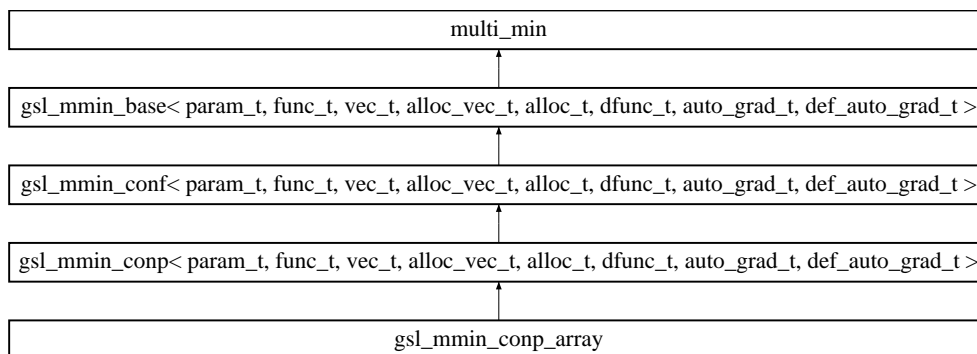 multi_min
gsl_mmin_base< param_t, func_t, vec_t, alloc_vec_t, alloc_t, dfunc_t, auto_grad_t, def_auto_grad_t >
gsl_mmin_conf< param_t, func_t, vec_t, alloc_vec_t, alloc_t, dfunc_t, auto_grad_t, def_auto_grad_t >
gsl_mmin_conp< param_t, func_t, vec_t, alloc_vec_t, alloc_t, dfunc_t, auto_grad_t, def_auto_grad_t >
gsl_mmin_conp_array